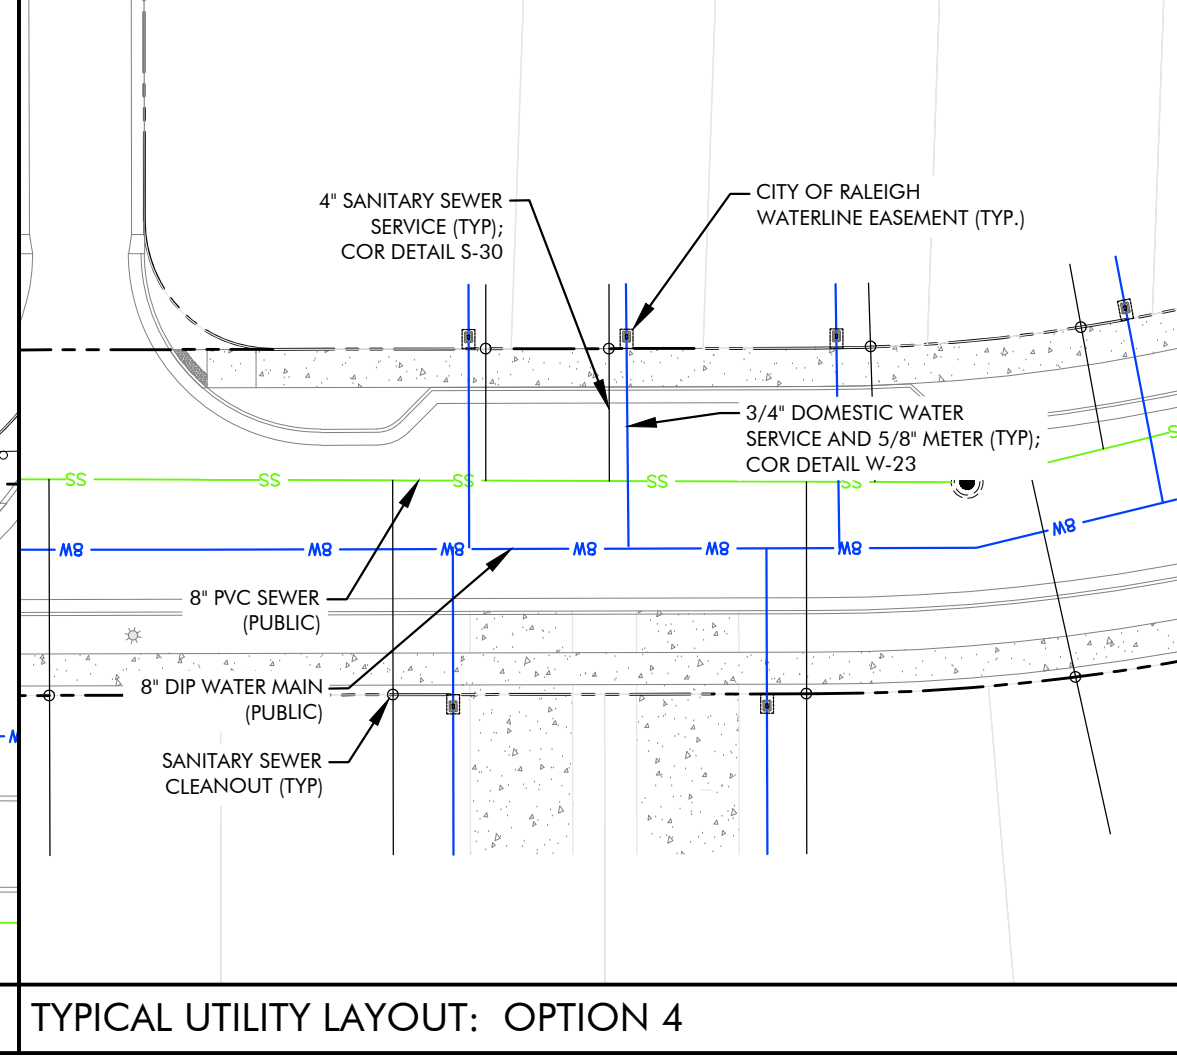 4" SANITARY SEWER
SERVICE (TYP);
COR DETAIL S-30
CITY OF RALEIGH
WATERLINE EASEMENT (TYP.)
3/4" DOMESTIC WATER
SERVICE AND 5/8" METER (TYP);
COR DETAIL W-23
SS
SS
SS
SS
SS
8W
8W
8W
8W
8W
8W
8W
8" PVC SEWER
(PUBLIC)
8" DIP WATER MAIN
(PUBLIC)
SANITARY SEWER
CLEANOUT (TYP)
TYPICAL UTILITY LAYOUT: OPTION 4